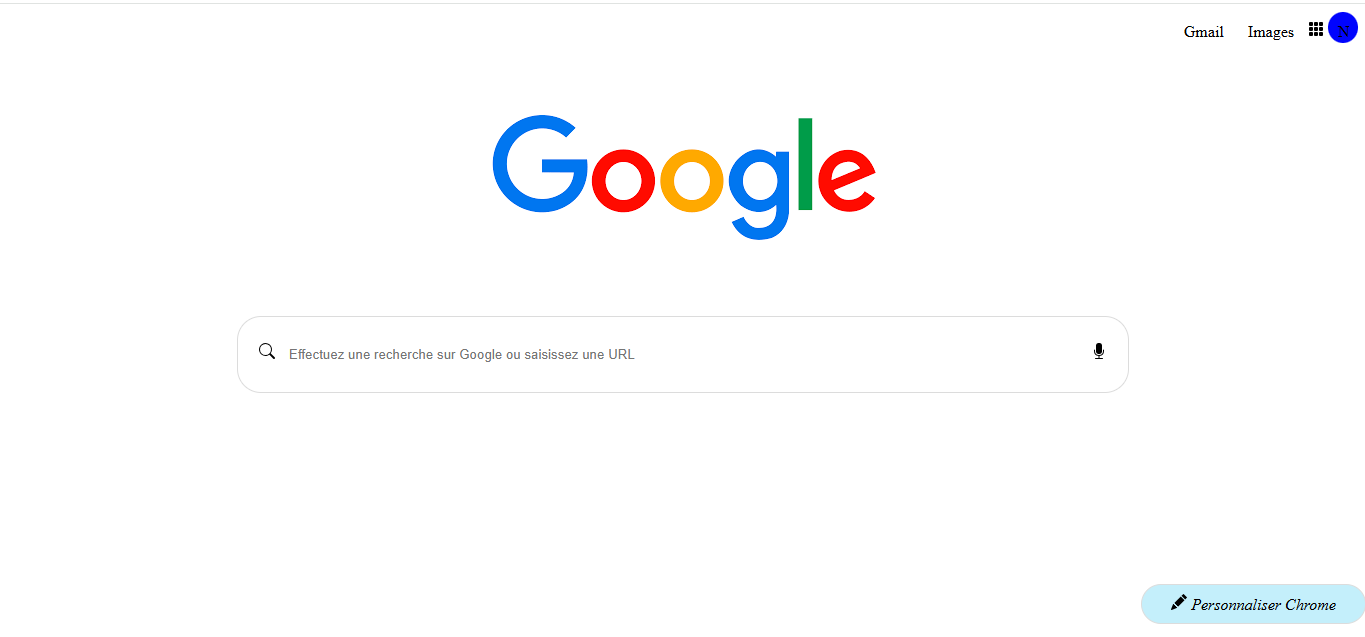 Gmail Images N
Google
Effectuez une recherche sur Google ou saisissez une URL
Personnaliser Chrome